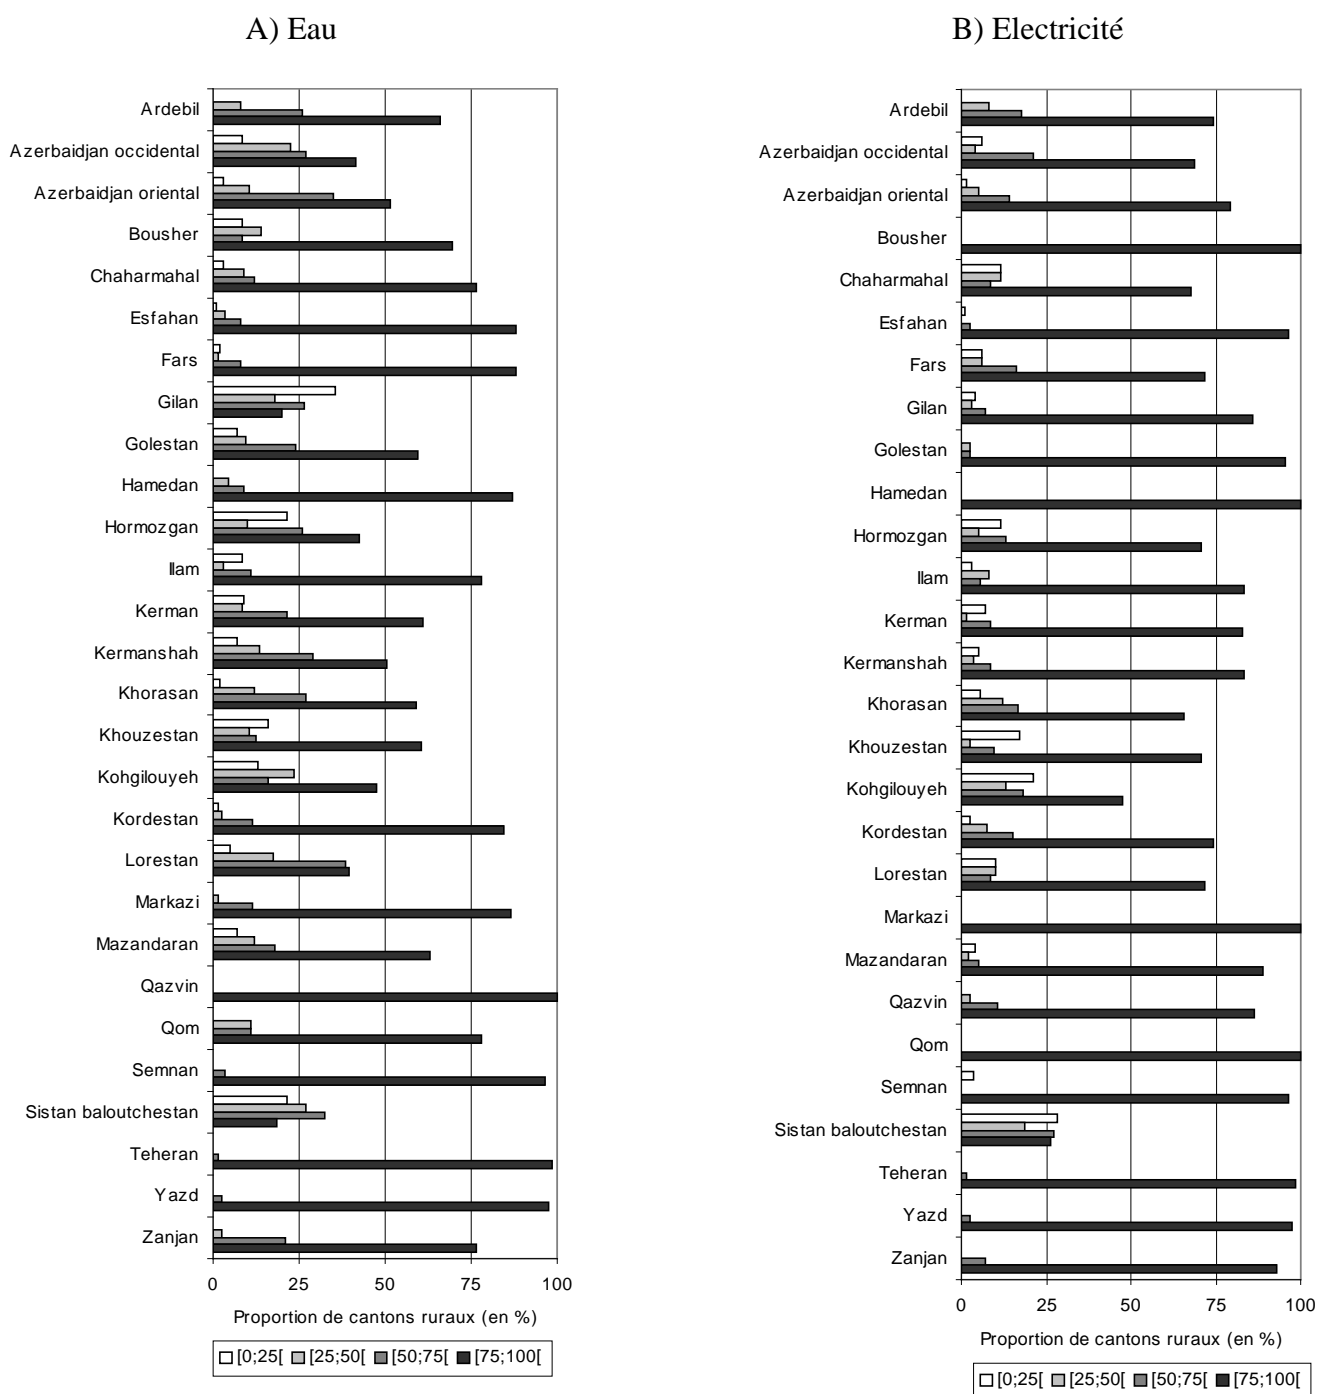 A) Eau
Ardebil
Azerbaidjan occidental
Azerbaidjan oriental
Bousher
Chaharmahal
Esfahan
Fars
Gilan
Golestan
Hamedan
Hormozgan
Ilam
Kerman
Kermanshah
Khorasan
Khouzestan
Kohgilouyeh
Kordestan
Lorestan
Markazi
Mazandaran
Qazvin
Qom
Semnan
Sistan baloutchestan
Teheran
Yazd
Zanjan
0 25 50 75 100
Proportion de cantons ruraux (en %)
[0;25[ [25;50[ [50;75[ [75;100[
B) Electricité
Ardebil
Azerbaidjan occidental
Azerbaidjan oriental
Bousher
Chaharmahal
Esfahan
Fars
Gilan
Golestan
Hamedan
Hormozgan
Ilam
Kerman
Kermanshah
Khorasan
Khouzestan
Kohgilouyeh
Kordestan
Lorestan
Markazi
Mazandaran
Qazvin
Qom
Semnan
Sistan baloutchestan
Teheran
Yazd
Zanjan
0 25 50 75 100
Proportion de cantons ruraux (en %)
[0;25[ [25;50[ [50;75[ [75;100[